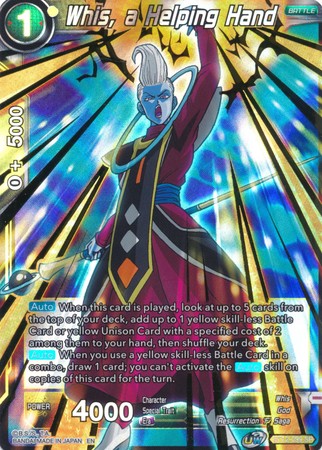 1
Whis, a Helping Hand
BATTLE
0 + 5000
Auto When this card is played, look at up to 5 cards from
the top of your deck, add up to 1 yellow skill-less Battle
Card or yellow Unison Card with a specified cost of 2
among them to your hand, then shuffle your deck.
Auto When you use a yellow skill-less Battle Card in a
combo, draw 1 card; you can't activate the skill on
copies of this card for the turn.
POWER 4000
Character Whis
Special Trait God
Era Resurrection 'F' Saga
BANDAI MADE IN JAPAN EN